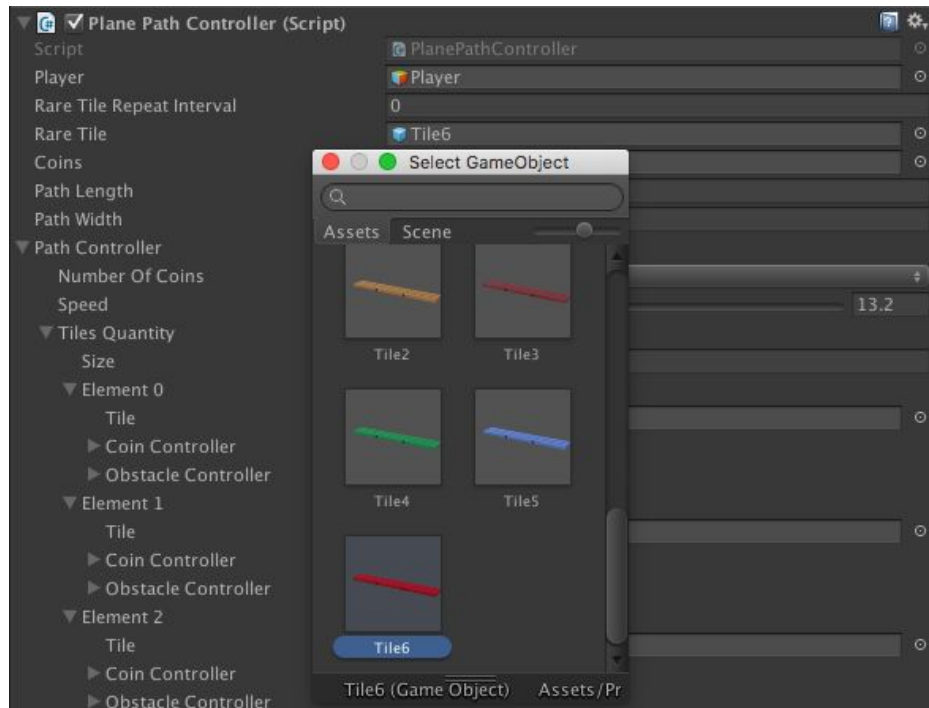 Plane Path Controller (Script)
Script PlanePathController
Player Player
Rare Tile Repeat Interval 0
Rare Tile Tile6
Coins
Path Length
Path Width
Path Controller
Number Of Coins
Speed 13.2
Tiles Quantity
Size
Element 0
Tile
Coin Controller
Obstacle Controller
Element 1
Tile
Coin Controller
Obstacle Controller
Element 2
Tile
Coin Controller
Obstacle Controller
Select GameObject
Assets Scene
Tile2 Tile3
Tile4 Tile5
Tile6
Tile6 (Game Object) Assets/Pr